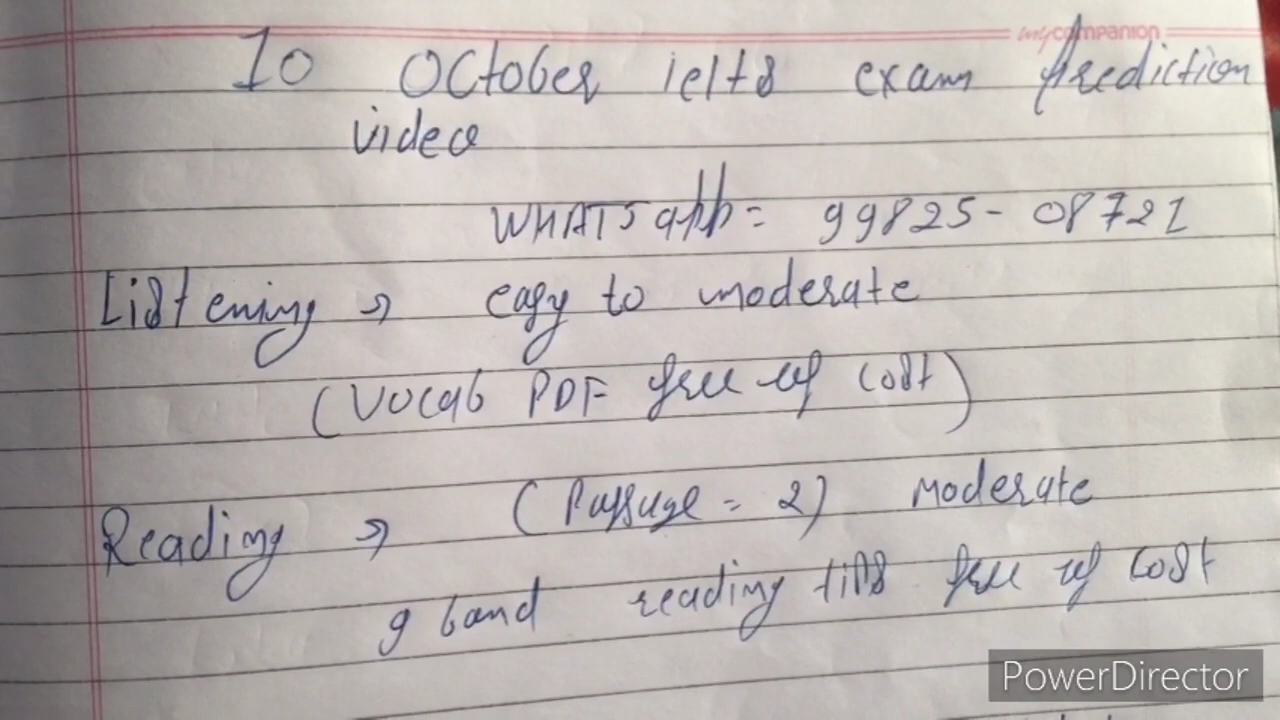 mycompanion
10 October ielts exam prediction
video
WHATSapp = 99825-08721
Listening → easy to moderate
(Vocab PDF free of cost)
Reading → (Passage = 2) Moderate
9 band reading tips free of cost
PowerDirector